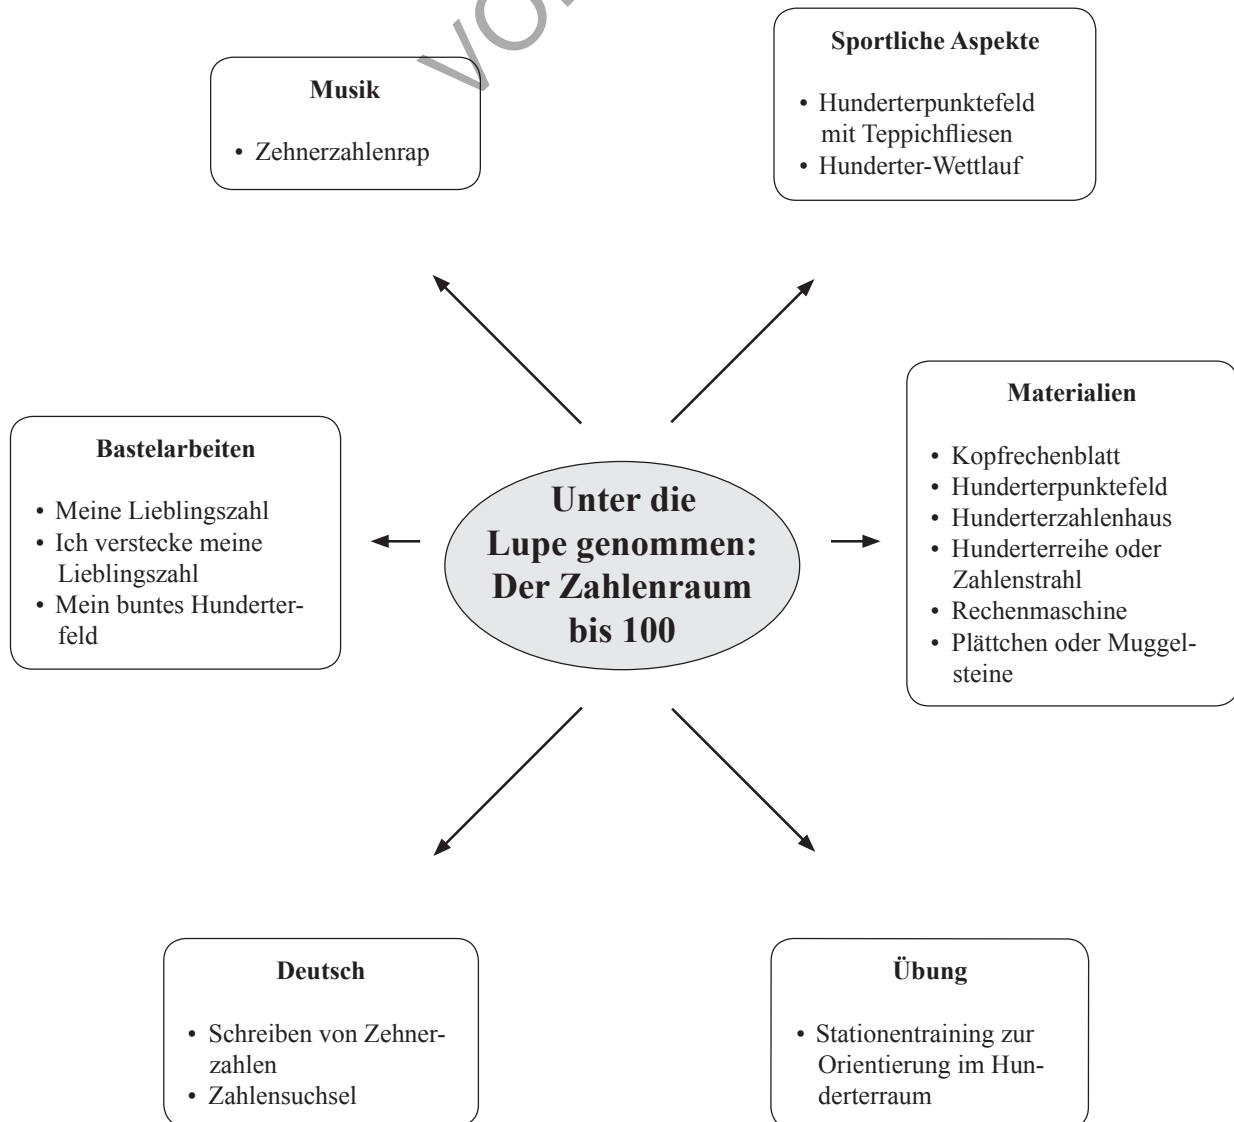 VO
Musik
• Zehnerzahlenrap
Sportliche Aspekte
• Hunderterpunktefeld
mit Teppichfliesen
• Hunderter-Wettlauf
Bastelarbeiten
• Meine Lieblingszahl
• Ich verstecke meine
Lieblingszahl
• Mein buntes Hunderter-
feld
Unter die
Lupe genommen:
Der Zahlenraum
bis 100
Materialien
• Kopfrechenblatt
• Hunderterpunktefeld
• Hunderterzahlenhaus
• Hunderterreihe oder
Zahlenstrahl
• Rechenmaschine
• Plättchen oder Muggel-
steine
Deutsch
• Schreiben von Zehner-
zahlen
• Zahlensuchsel
Übung
• Stationentraining zur
Orientierung im Hun-
derterraum